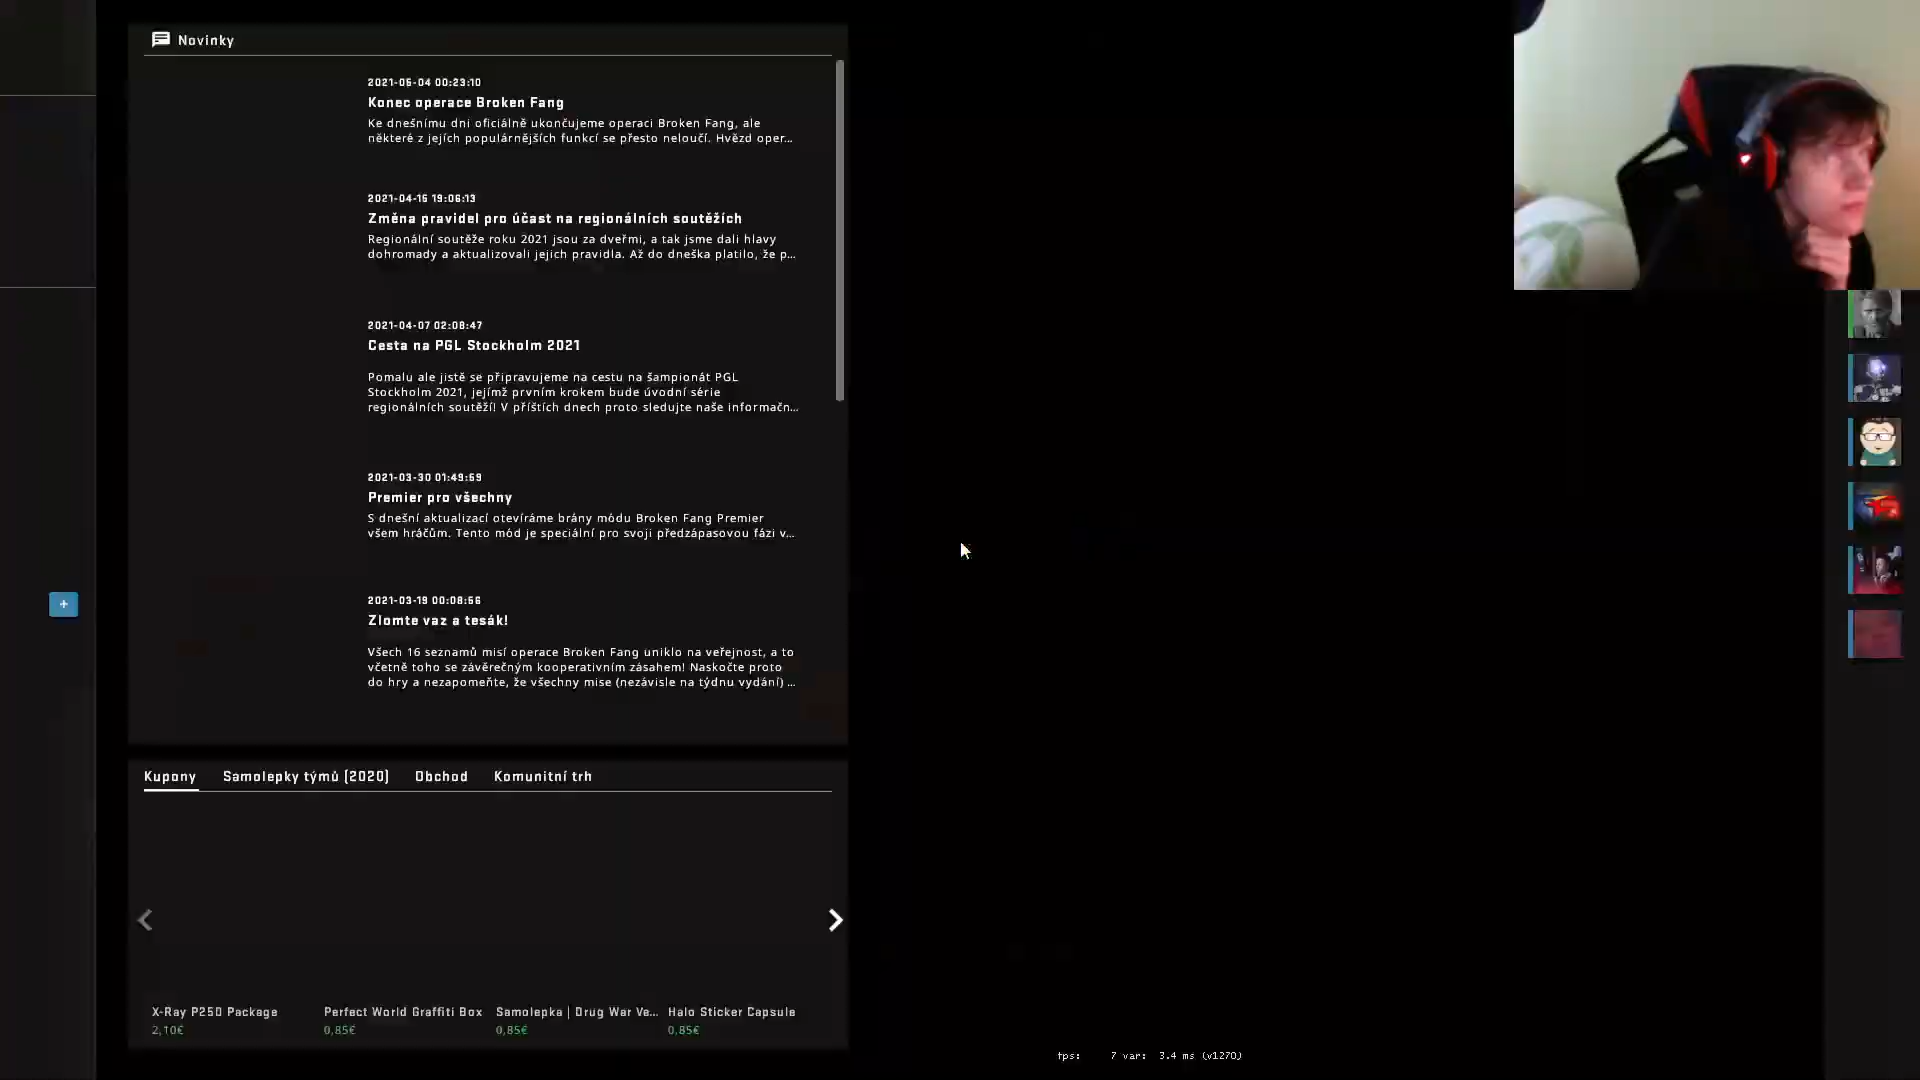 Novinky
2021-05-04 00:23:10
Konec operace Broken Fang
Ke dnešnímu dni oficiálně ukončujeme operaci Broken Fang, ale
některé z jejích populárnějších funkcí se přesto neloučí. Hvězd oper…
2021-04-15 19:06:13
Změna pravidel pro účast na regionálních soutěžích
Regionální soutěže roku 2021 jsou za dveřmi, a tak jsme dali hlavy
dohromady a aktualizovali jejich pravidla. Až do dneška platilo, že p…
2021-04-07 02:08:47
Cesta na PGL Stockholm 2021
Pomalu ale jistě se připravujeme na cestu na šampionát PGL
Stockholm 2021, jejímž prvním krokem bude úvodní série
regionálních soutěží! V příštích dnech proto sledujte naše informačn…
2021-03-30 01:49:59
Premier pro všechny
S dnešní aktualizací otevíráme brány módu Broken Fang Premier
všem hráčům. Tento mód je speciální pro svoji předzápasovou fázi v…
2021-03-19 00:08:56
Zlomte vaz a tesák!
Všech 16 seznamů misí operace Broken Fang uniklo na veřejnost, a to
včetně toho se závěrečným kooperativním zásahem! Naskočte proto
do hry a nezapomeňte, že všechny mise (nezávisle na týdnu vydání) …
+
Kupony Samolepky týmů (2020) Obchod Komunitní trh
X-Ray P250 Package Perfect World Graffiti Box Samolepka | Drug War Ve… Halo Sticker Capsule
2,10€ 0,85€ 0,85€ 0,85€
fps: 7 var: 3.4 ms (v1270)